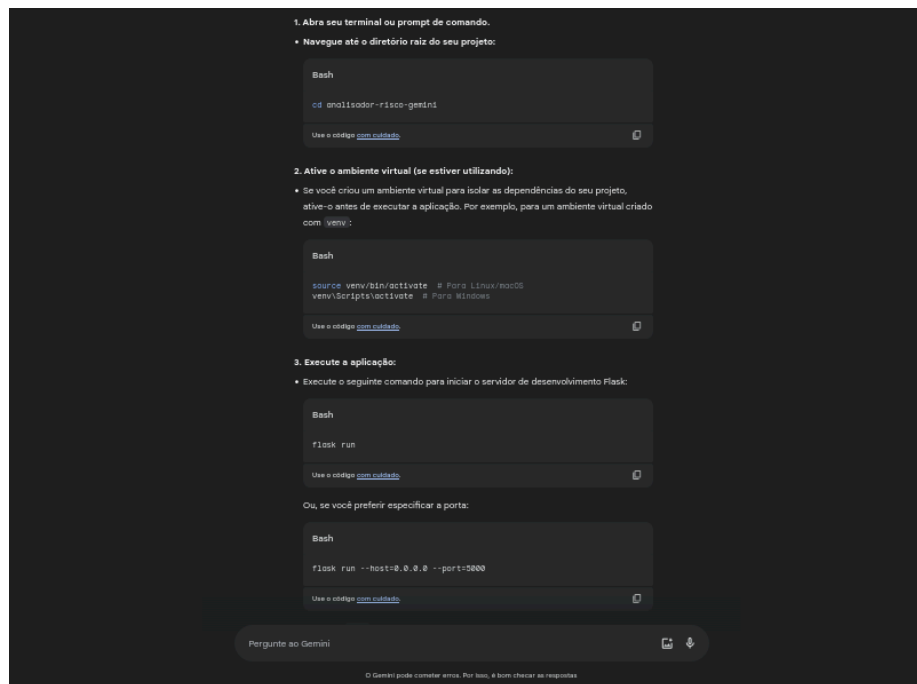 1. Abra seu terminal ou prompt de comando.
• Navegue até o diretório raiz do seu projeto:
Bash
cd analisador-risco-gemini
Use o código com cuidado.
2. Ative o ambiente virtual (se estiver utilizando):
• Se você criou um ambiente virtual para isolar as dependências do seu projeto,
ative-o antes de executar a aplicação. Por exemplo, para um ambiente virtual criado
com venv :
Bash
source venv/bin/activate  # Para Linux/macOS
venv\Scripts\activate  # Para Windows
Use o código com cuidado.
3. Execute a aplicação:
• Execute o seguinte comando para iniciar o servidor de desenvolvimento Flask:
Bash
flask run
Use o código com cuidado.
Ou, se você preferir especificar a porta:
Bash
flask run --host=0.0.0.0 --port=5000
Use o código com cuidado.
Pergunte ao Gemini
O Gemini pode cometer erros. Por isso, é bom checar as respostas